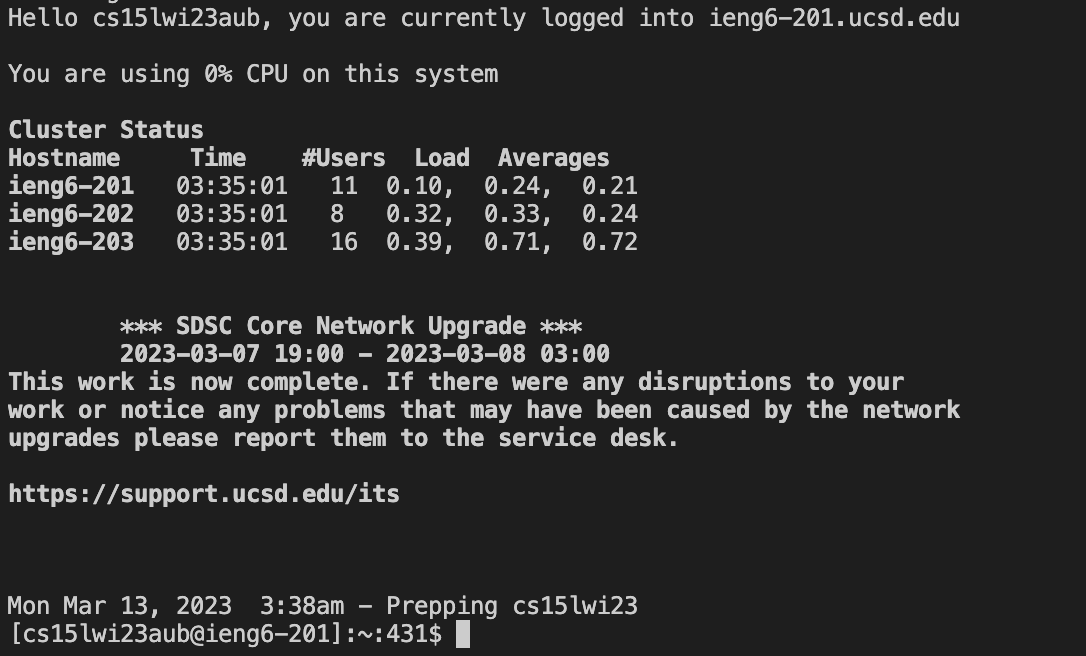 Hello cs15lwi23aub, you are currently logged into ieng6-201.ucsd.edu
You are using 0% CPU on this system
Cluster Status
Hostname     Time    #Users  Load  Averages
ieng6-201   03:35:01   11  0.10,  0.24,  0.21
ieng6-202   03:35:01   8   0.32,  0.33,  0.24
ieng6-203   03:35:01   16  0.39,  0.71,  0.72
*** SDSC Core Network Upgrade ***
2023-03-07 19:00 - 2023-03-08 03:00
This work is now complete. If there were any disruptions to your
work or notice any problems that may have been caused by the network
upgrades please report them to the service desk.
https://support.ucsd.edu/its
Mon Mar 13, 2023  3:38am - Prepping cs15lwi23
[cs15lwi23aub@ieng6-201]:~:431$